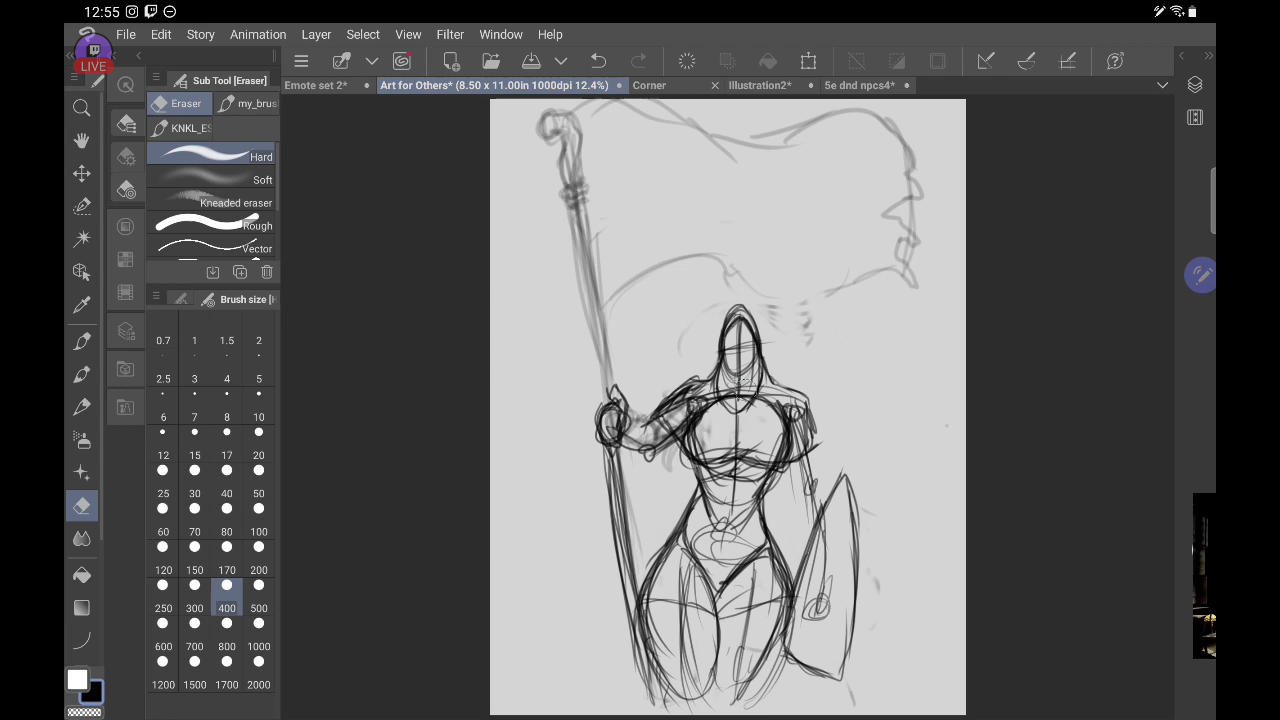 12:55
File Edit Story Animation Layer Select View Filter Window Help
LIVE
Sub Tool [Eraser]
Emote set 2* Art for Others* (8.50 x 11.00in 1000dpi 12.4%) Corner Illustration2* 5e dnd npcs4*
Eraser my_brus
KNKL_ES
Hard
Soft
Kneaded eraser
Rough
Vector
Brush size [H
0.7 1 1.5 2
2.5 3 4 5
6 7 8 10
12 15 17 20
25 30 40 50
60 70 80 100
120 150 170 200
250 300 400 500
600 700 800 1000
1200 1500 1700 2000